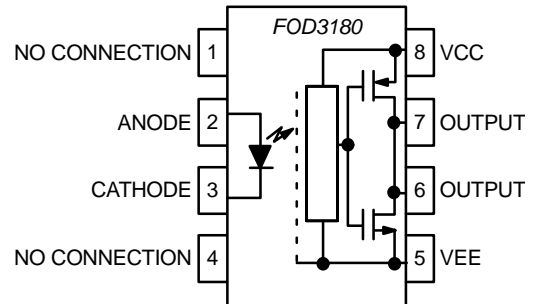 FOD3180
NO CONNECTION 1
8 VCC
ANODE 2
7 OUTPUT
CATHODE 3
6 OUTPUT
NO CONNECTION 4
5 VEE